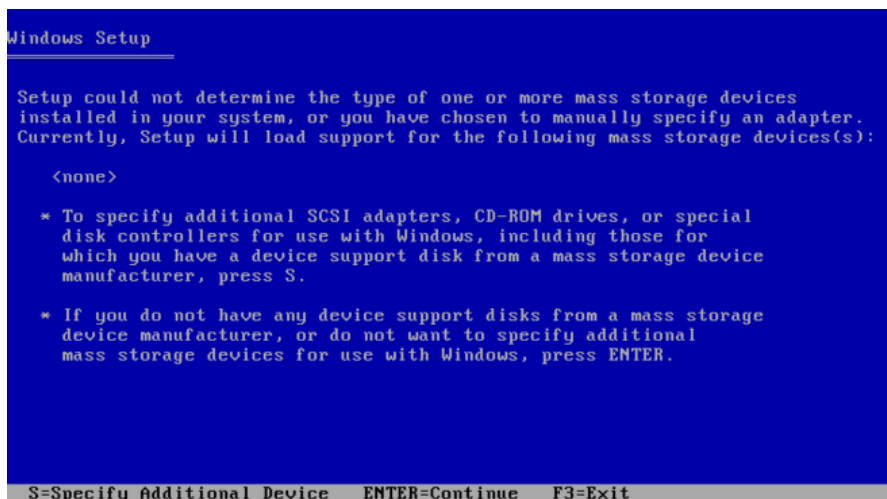 Windows Setup
Setup could not determine the type of one or more mass storage devices
installed in your system, or you have chosen to manually specify an adapter.
Currently, Setup will load support for the following mass storage devices(s):
<none>
* To specify additional SCSI adapters, CD-ROM drives, or special
disk controllers for use with Windows, including those for
which you have a device support disk from a mass storage device
manufacturer, press S.
* If you do not have any device support disks from a mass storage
device manufacturer, or do not want to specify additional
mass storage devices for use with Windows, press ENTER.
S=Specify Additional Device ENTER=Continue F3=Exit